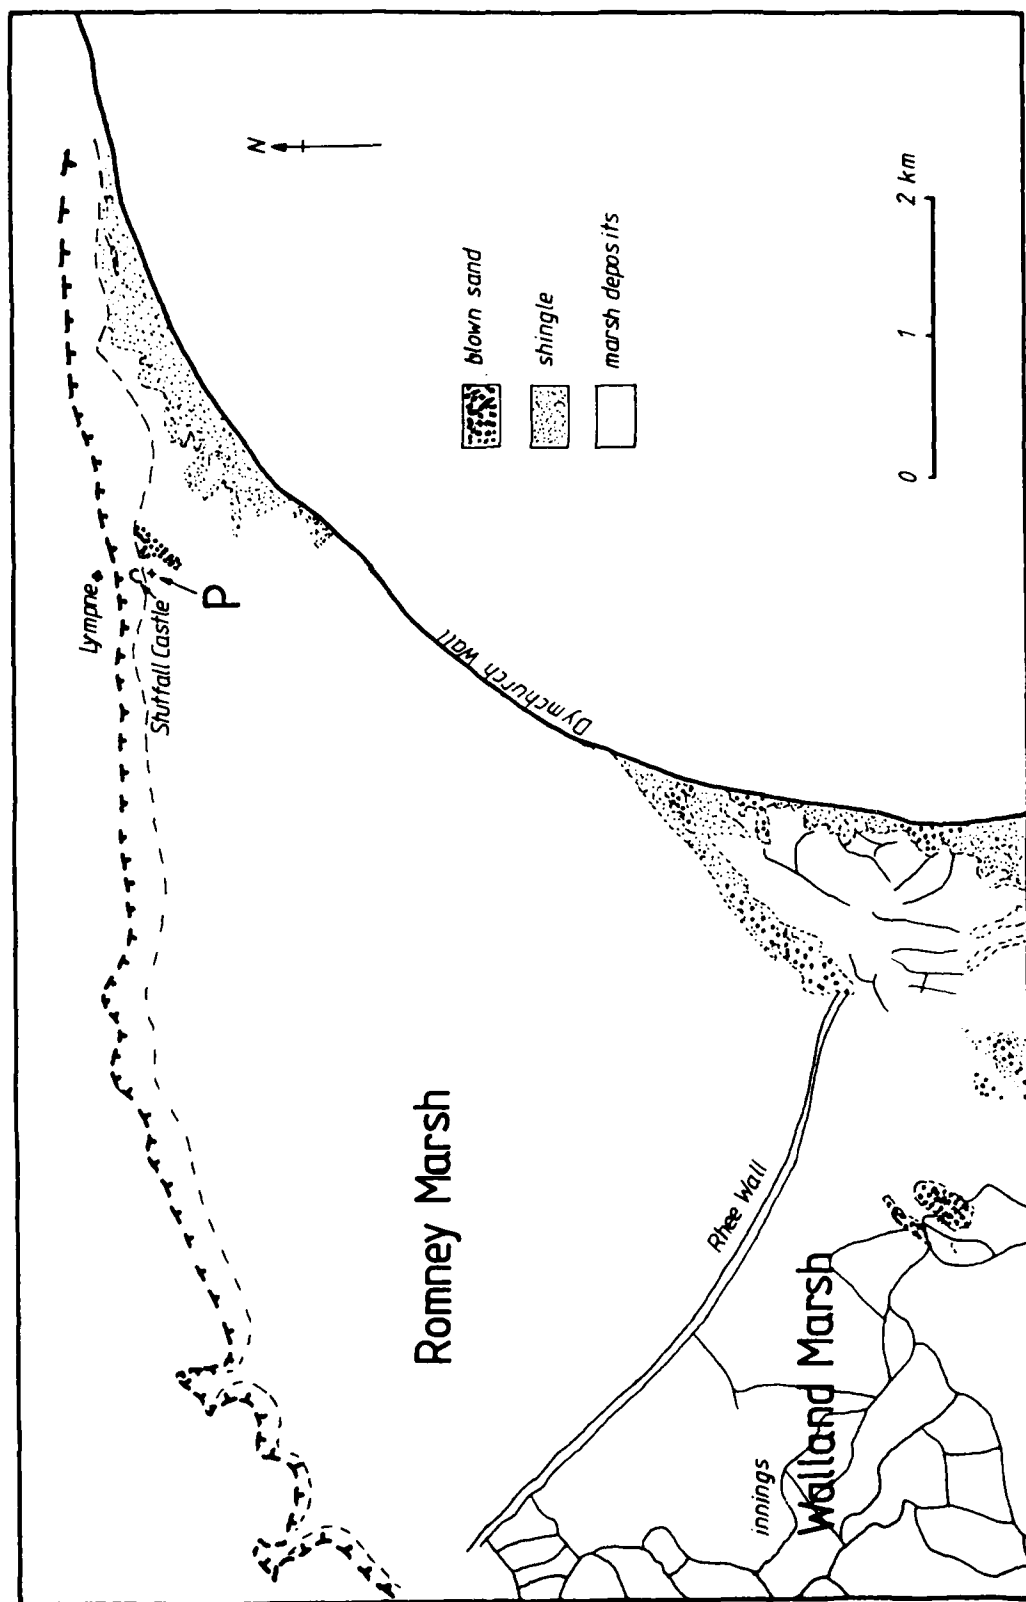 N
Lympne
Stutfall Castle
P
blown sand
shingle
marsh deposits
Dymchurch Wall
0 1 2 km
Romney Marsh
Rhee Wall
innings
Walland Marsh